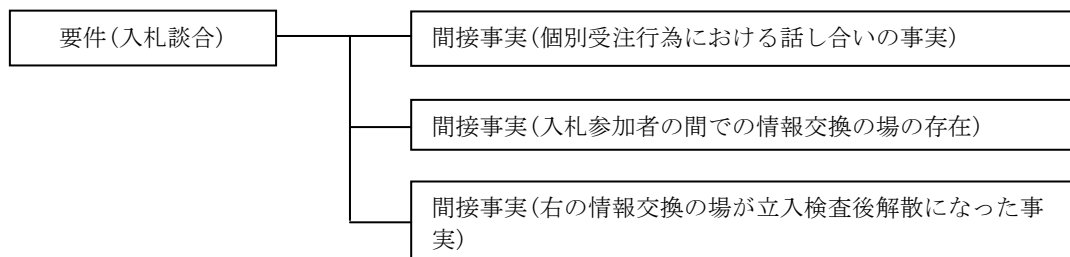 要件(入札談合)
間接事実(個別受注行為における話し合いの事実)
間接事実(入札参加者の間での情報交換の場の存在)
間接事実(右の情報交換の場が立入検査後解散になった事
実)